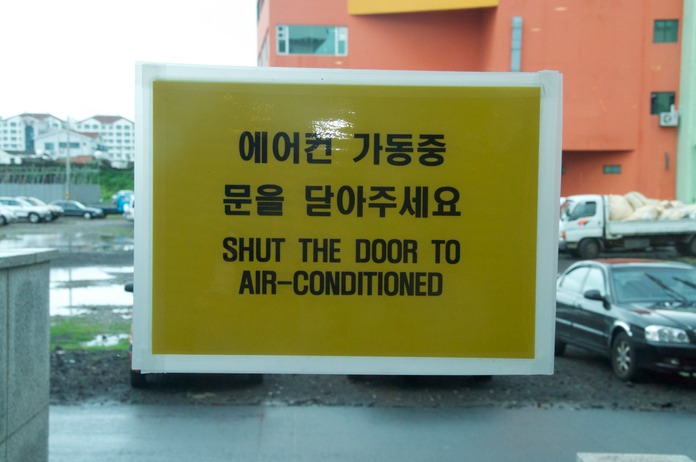 에어컨 가동중
문을 닫아주세요
SHUT THE DOOR TO
AIR-CONDITIONED